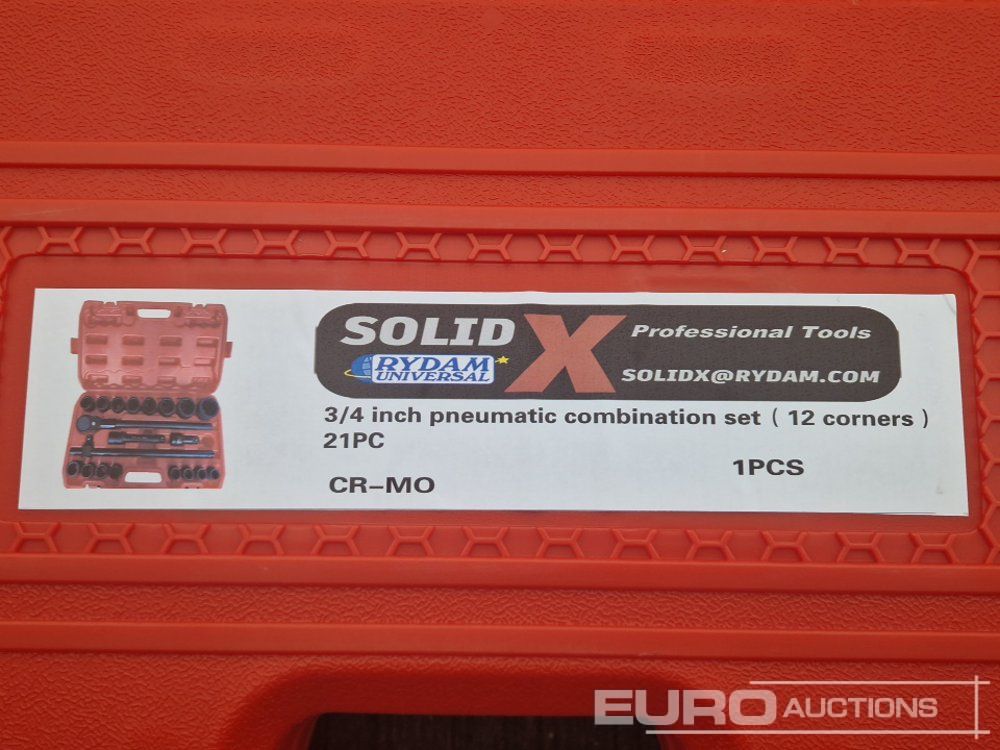 SOLID X Professional Tools
RYDAM
UNIVERSAL
SOLIDX@RYDAM.COM
3/4 inch pneumatic combination set ( 12 corners )
21PC
1PCS
CR-MO
EURO AUCTIONS